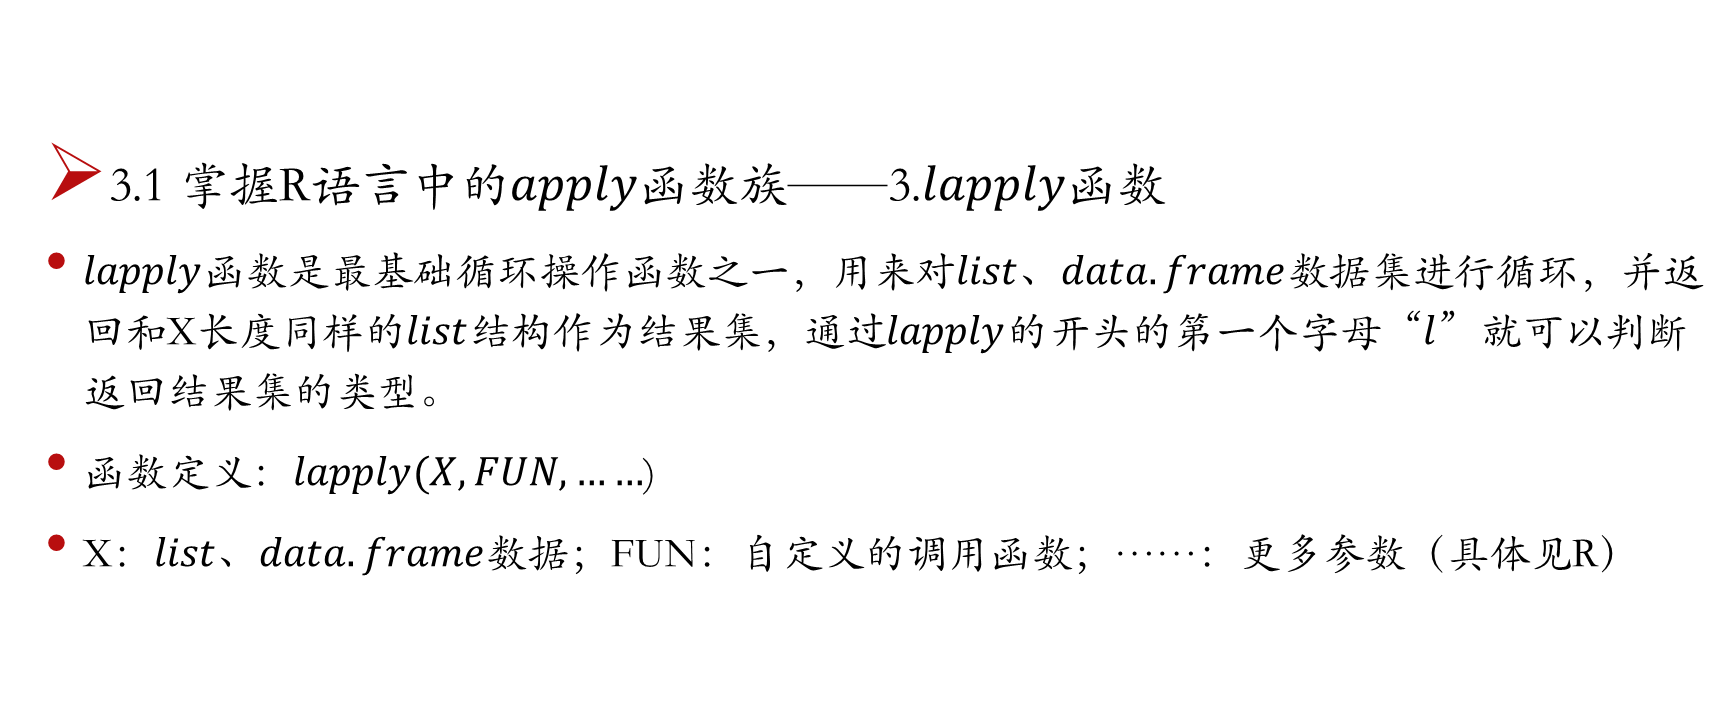 3.1 掌握R语言中的apply函数族——3.lapply函数
lapply函数是最基础循环操作函数之一，用来对list、data.frame数据集进行循环，并返
回和X长度同样的list结构作为结果集，通过lapply的开头的第一个字母“l”就可以判断
返回结果集的类型。
函数定义：lapply(X,FUN,… …)
X：list、data.frame数据；FUN：自定义的调用函数；……：更多参数（具体见R）